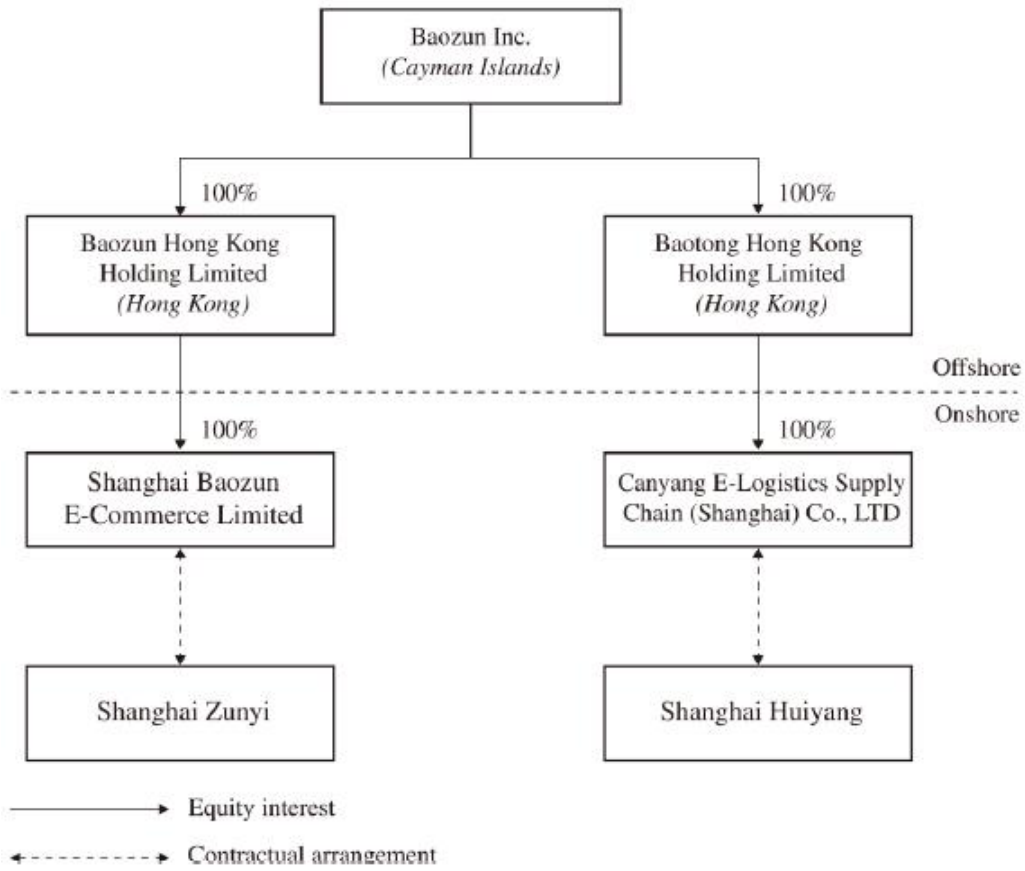 Baozun Inc.
(Cayman Islands)
100%
100%
Baozun Hong Kong
Holding Limited
(Hong Kong)
Baotong Hong Kong
Holding Limited
(Hong Kong)
Offshore
Onshore
100%
100%
Shanghai Baozun
E-Commerce Limited
Canyang E-Logistics Supply
Chain (Shanghai) Co., LTD
Shanghai Zunyi
Shanghai Huiyang
Equity interest
Contractual arrangement